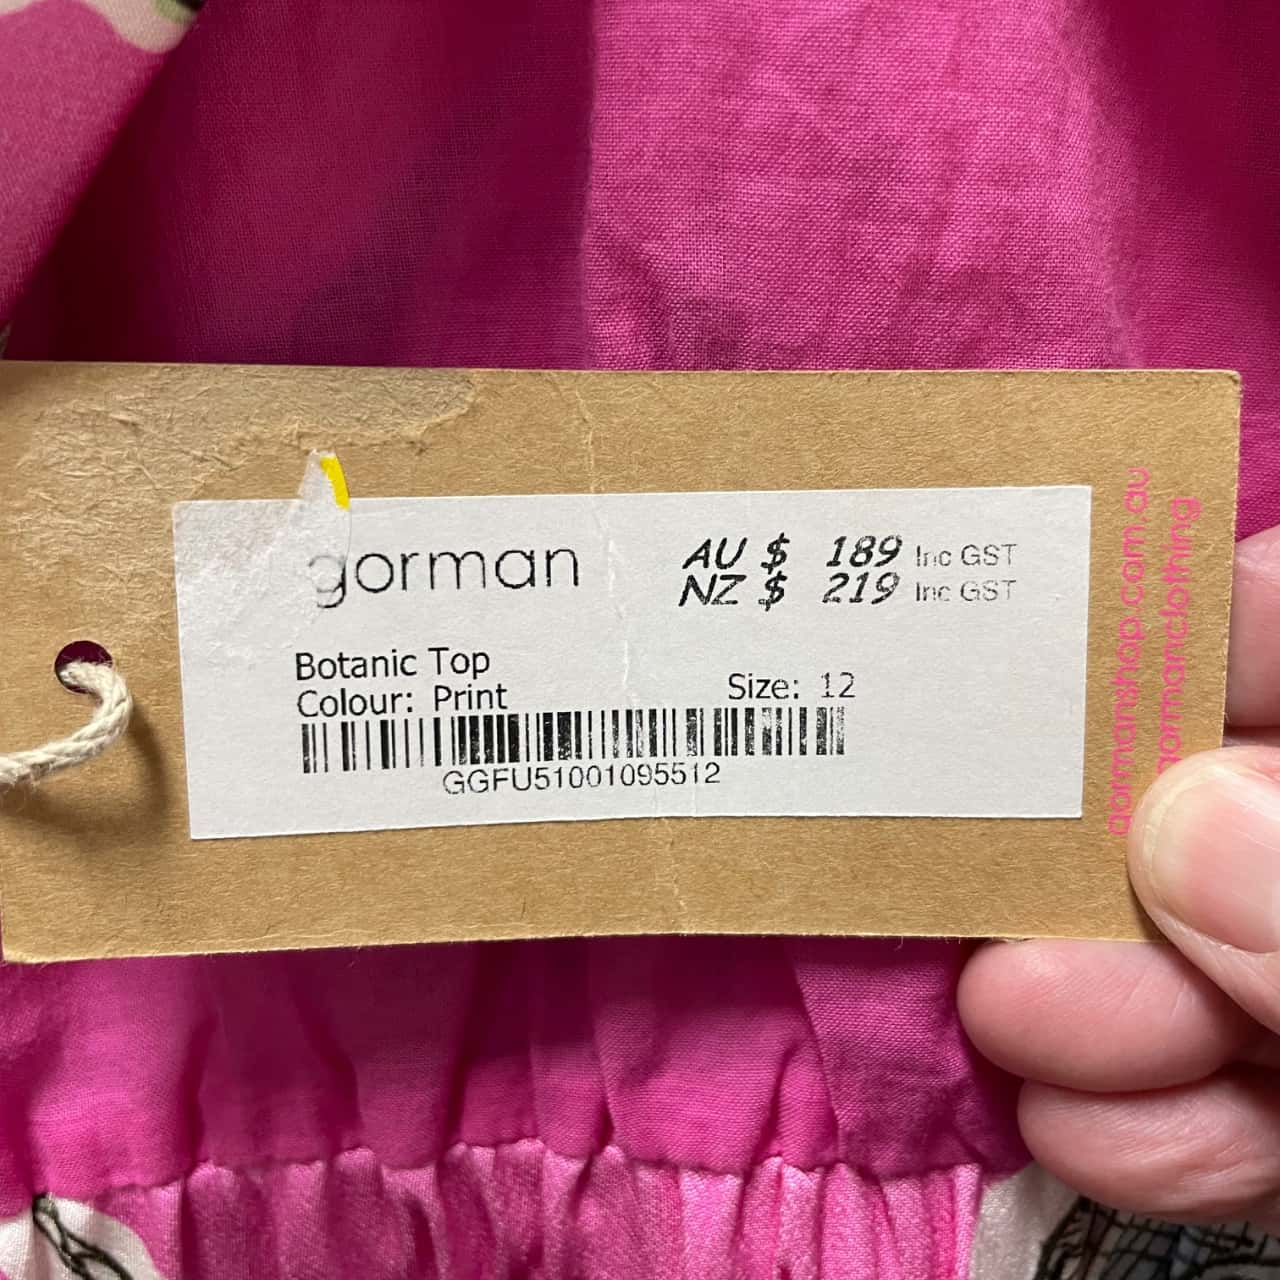 gorman
AU $ 189 Inc GST
NZ $ 219 Inc GST
Botanic Top
Colour: Print
Size: 12
GGFU51001095512
gormanshop.com.au
gormanclothing